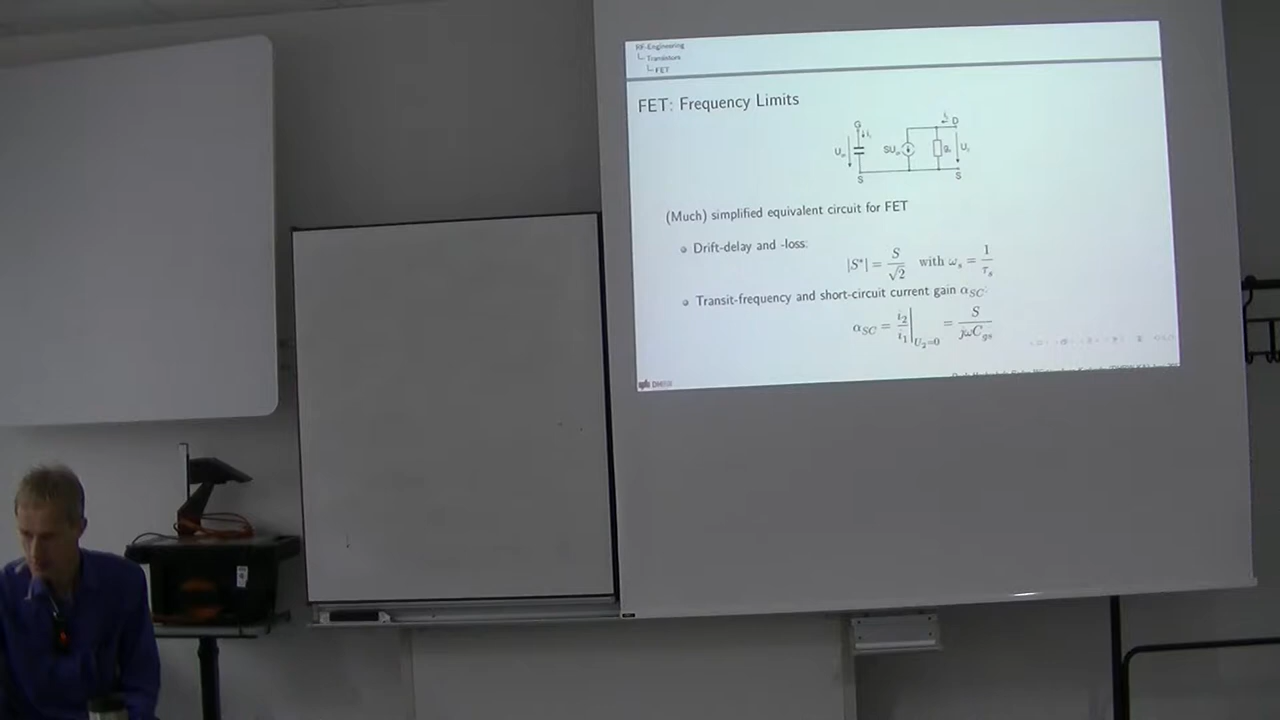 RF-Engineering
Transistors
FET
FET: Frequency Limits
G
D
S
S
(Much) simplified equivalent circuit for FET
Drift-delay and -loss:
|S*| = S/√2 with ω_s = 1/τ_s
Transit-frequency and short-circuit current gain α_SC:
α_SC = i_2/i_1 |_{U_2=0} = S/(jωC_gs)